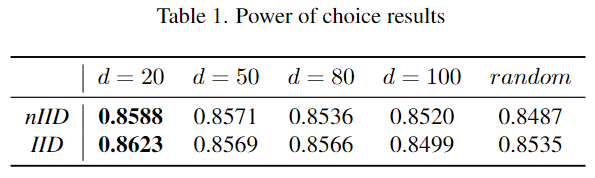 Table 1. Power of choice results
d = 20 d = 50 d = 80 d = 100 random
nIID 0.8588 0.8571 0.8536 0.8520 0.8487
IID 0.8623 0.8569 0.8566 0.8499 0.8535